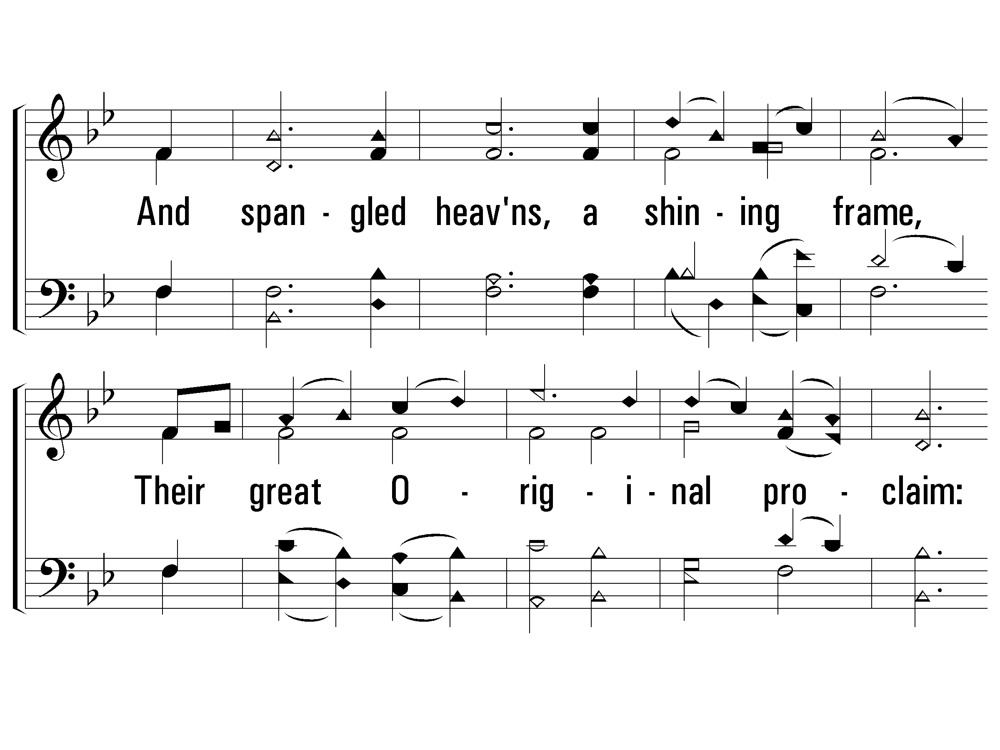 And span - gled heav'ns, a shin - ing frame,
Their great O - rig - i - nal pro - claim: